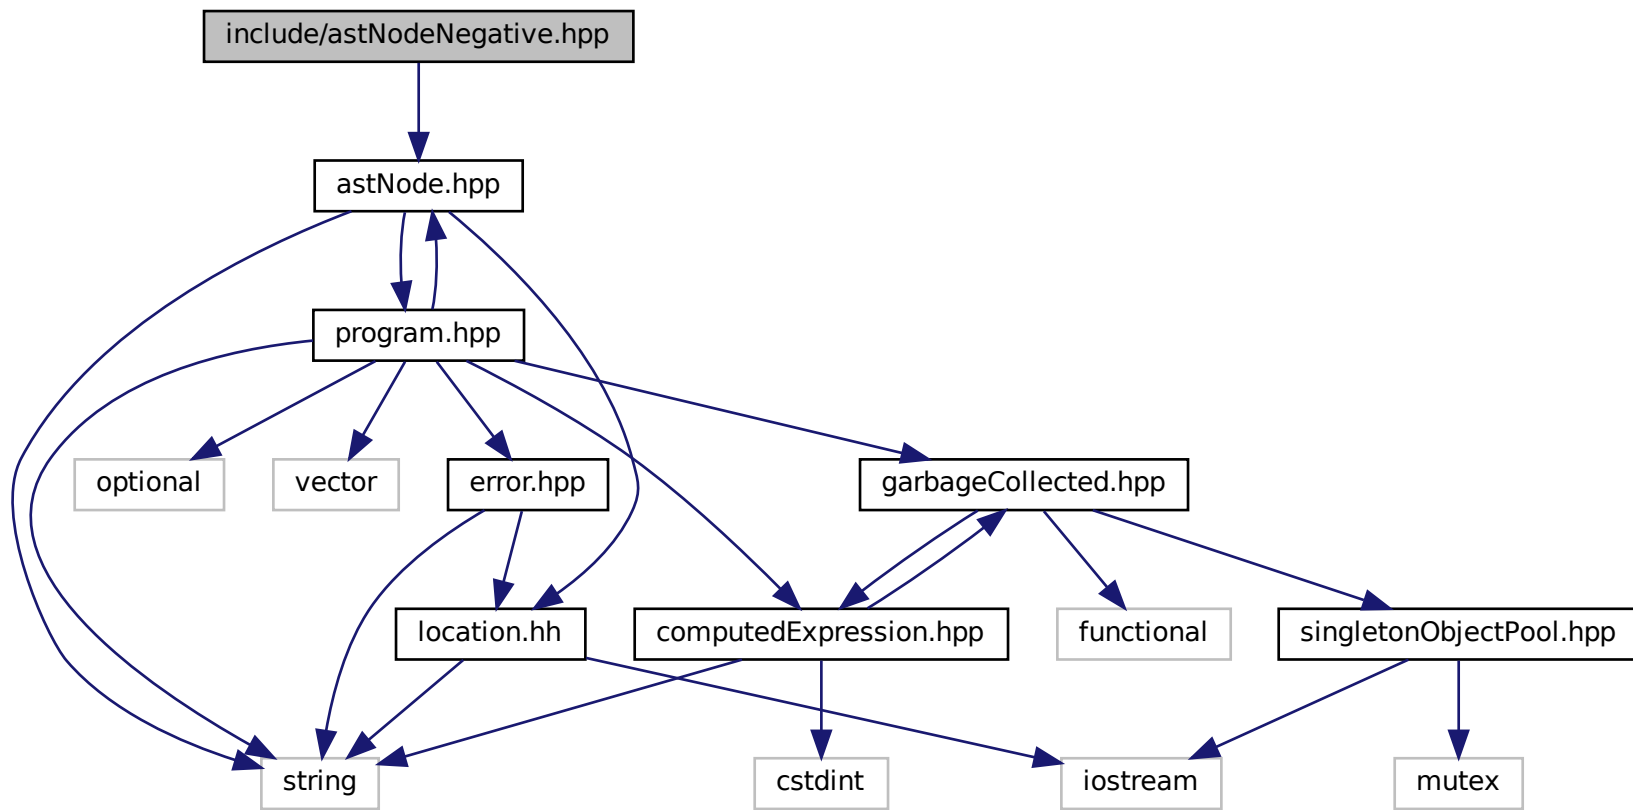 include/astNodeNegative.hpp
astNode.hpp
program.hpp
optional
vector
error.hpp
garbageCollected.hpp
location.hh
computedExpression.hpp
functional
singletonObjectPool.hpp
string
cstdint
iostream
mutex